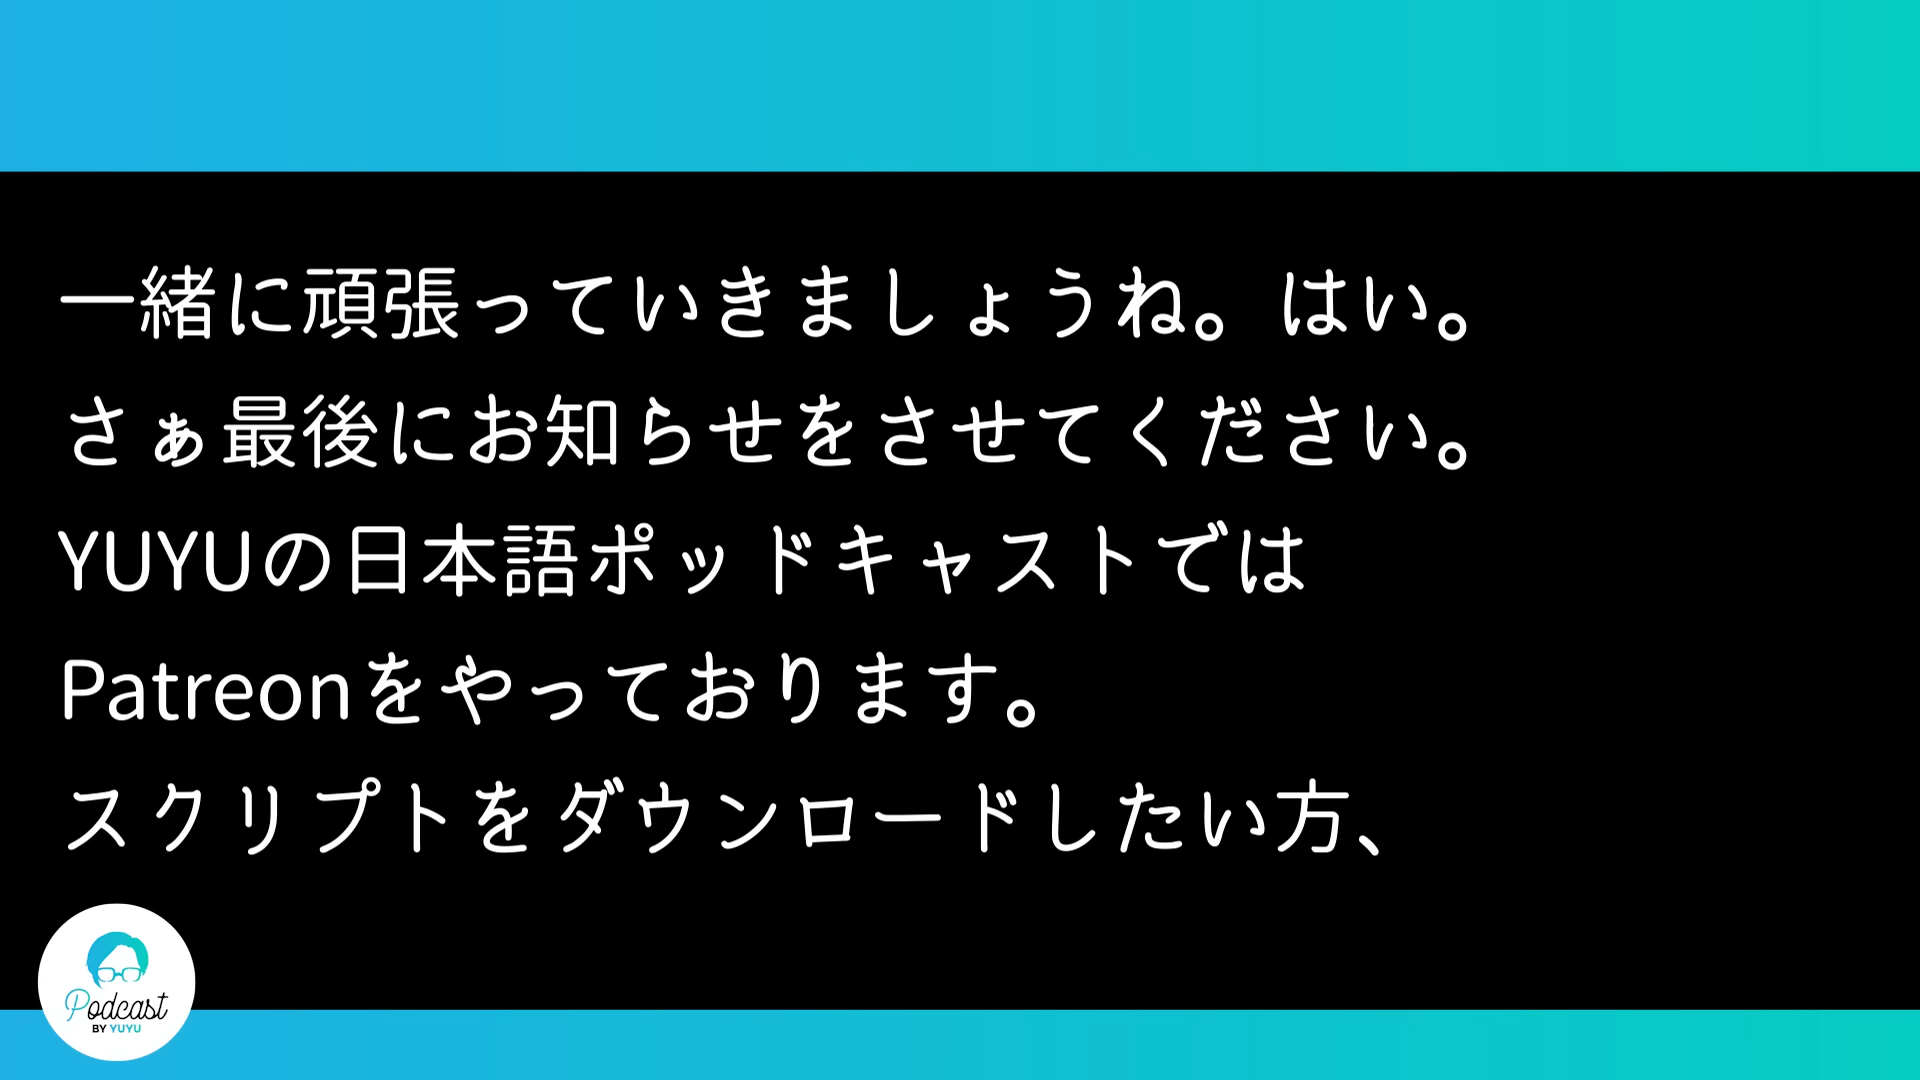 一緒に頑張っていきましょうね。はい。
さぁ最後にお知らせをさせてください。
YUYUの日本語ポッドキャストでは
Patreonをやっております。
スクリプトをダウンロードしたい方、
Podcast
BY YUYU